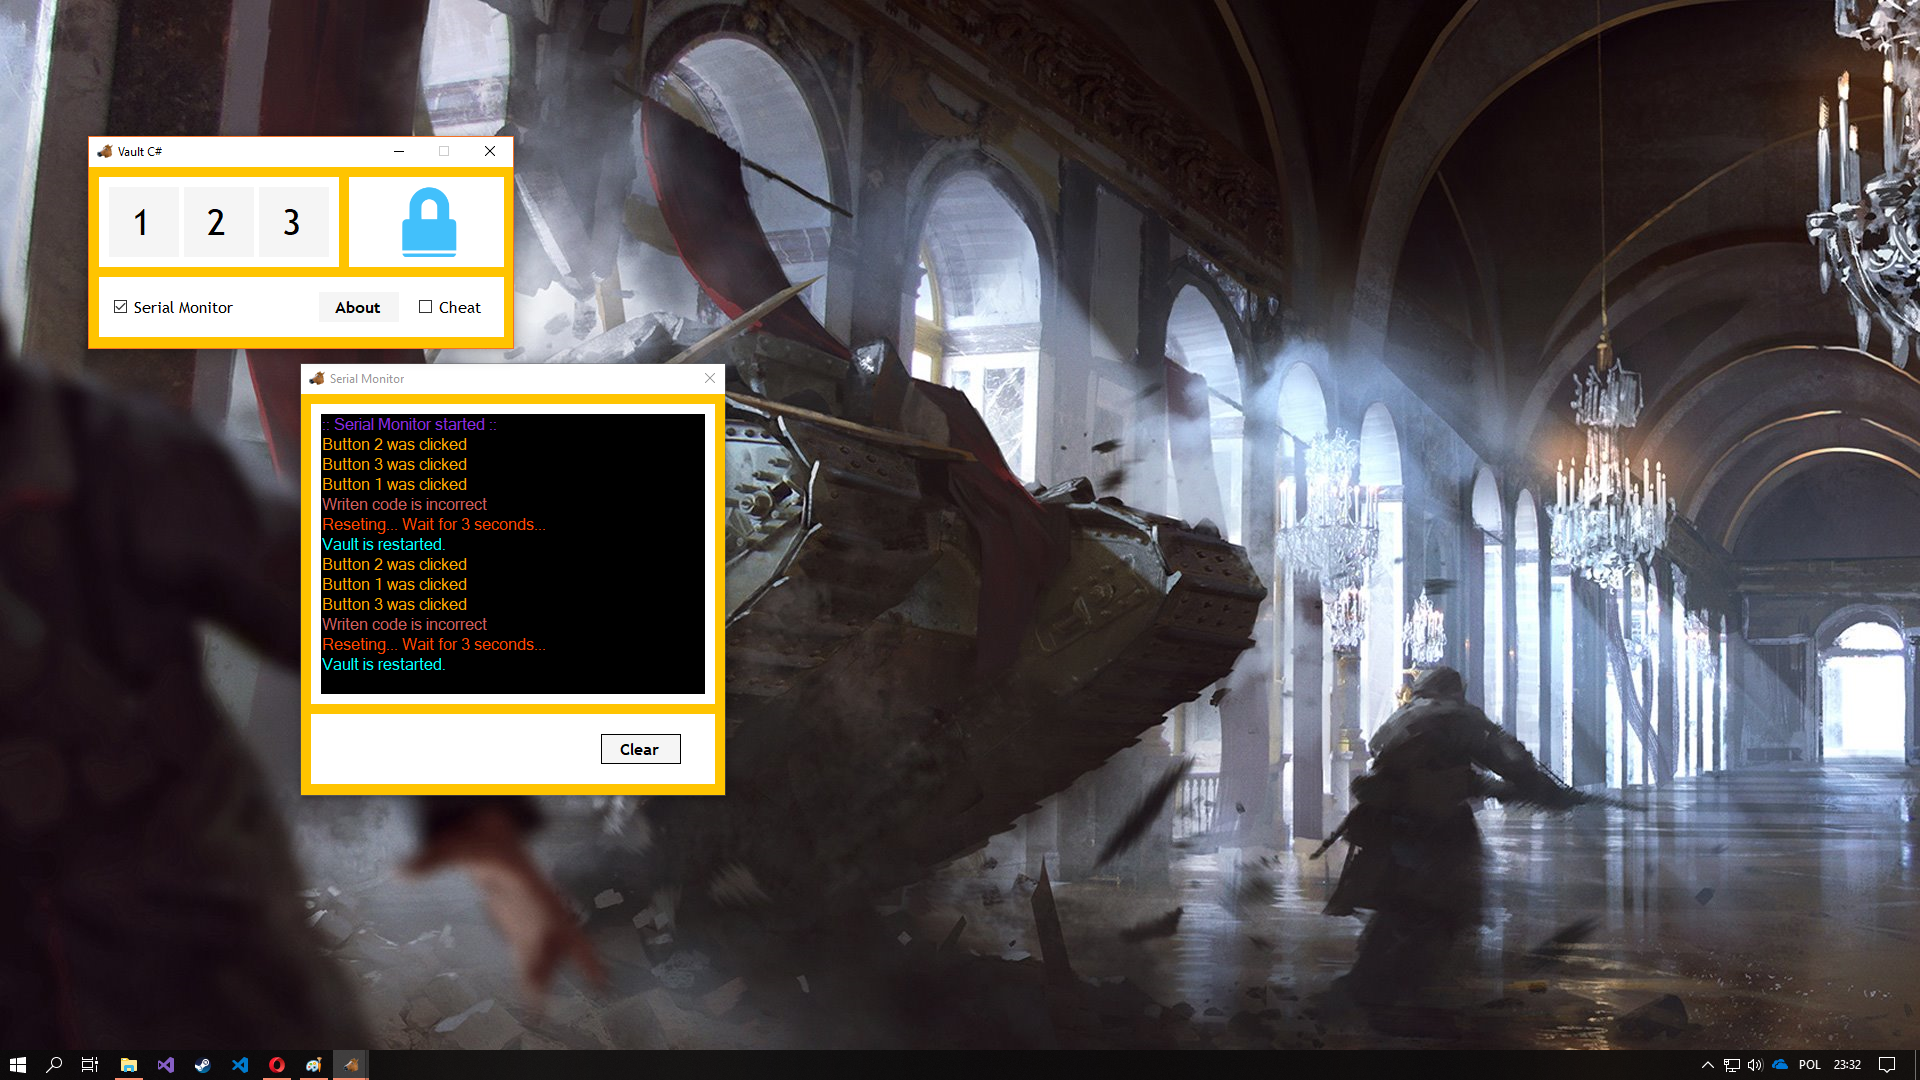 Vault C#
1 2 3
Serial Monitor About Cheat
Serial Monitor
:: Serial Monitor started ::
Button 2 was clicked
Button 3 was clicked
Button 1 was clicked
Writen code is incorrect
Reseting... Wait for 3 seconds...
Vault is restarted.
Button 2 was clicked
Button 1 was clicked
Button 3 was clicked
Writen code is incorrect
Reseting... Wait for 3 seconds...
Vault is restarted.
Clear
POL 23:32